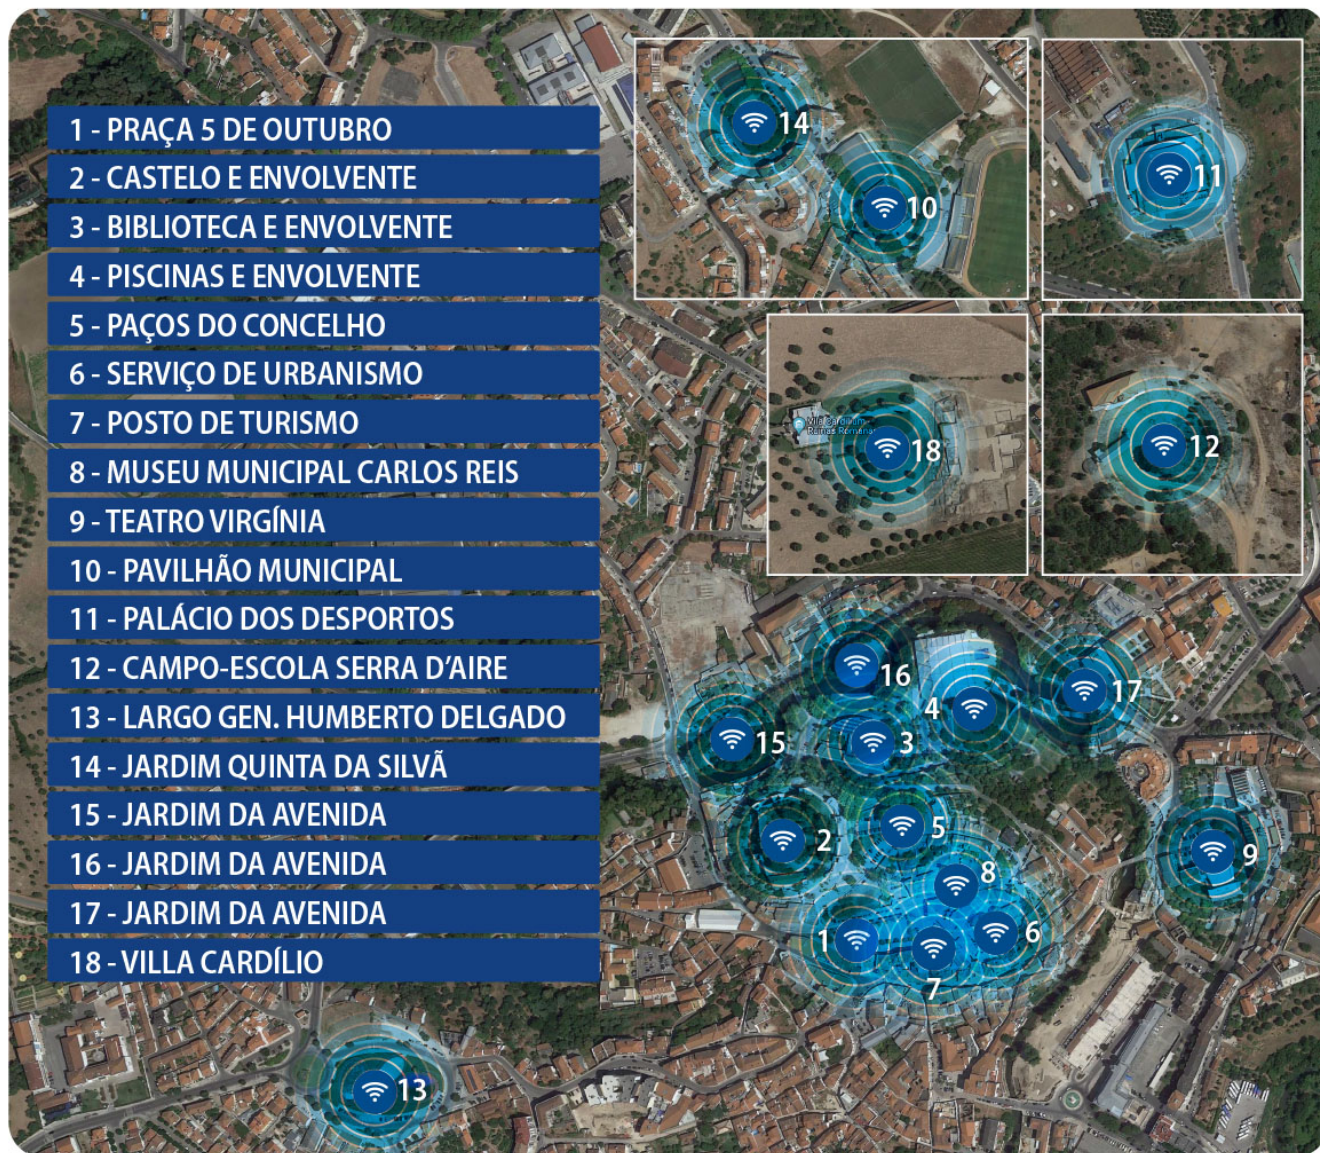 1 - PRAÇA 5 DE OUTUBRO
2 - CASTELO E ENVOLVENTE
3 - BIBLIOTECA E ENVOLVENTE
4 - PISCINAS E ENVOLVENTE
5 - PAÇOS DO CONCELHO
6 - SERVIÇO DE URBANISMO
7 - POSTO DE TURISMO
8 - MUSEU MUNICIPAL CARLOS REIS
9 - TEATRO VIRGÍNIA
10 - PAVILHÃO MUNICIPAL
11 - PALÁCIO DOS DESPORTOS
12 - CAMPO-ESCOLA SERRA D’AIRE
13 - LARGO GEN. HUMBERTO DELGADO
14 - JARDIM QUINTA DA SILVÃ
15 - JARDIM DA AVENIDA
16 - JARDIM DA AVENIDA
17 - JARDIM DA AVENIDA
18 - VILLA CARDÍLIO
14
10
11
Ruínas Romanas
18
12
16
4
17
15
3
2
5
9
8
1
6
7
13